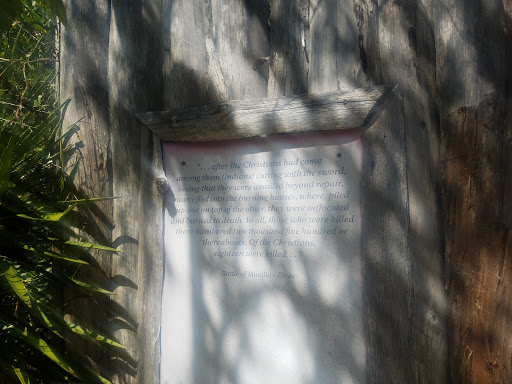 ". . . after the Christians had come
among them (Indians) cutting with the sword,
seeing that they were assailed beyond repair,
many fled into the burning houses, where, piled
up one on top of the other, they were suffocated
and burned to death. In all, those who were killed
there numbered two thousand five hundred or
thereabouts. Of the Christians,
eighteen were killed. . ."
Battle of Mavilla - Elvas